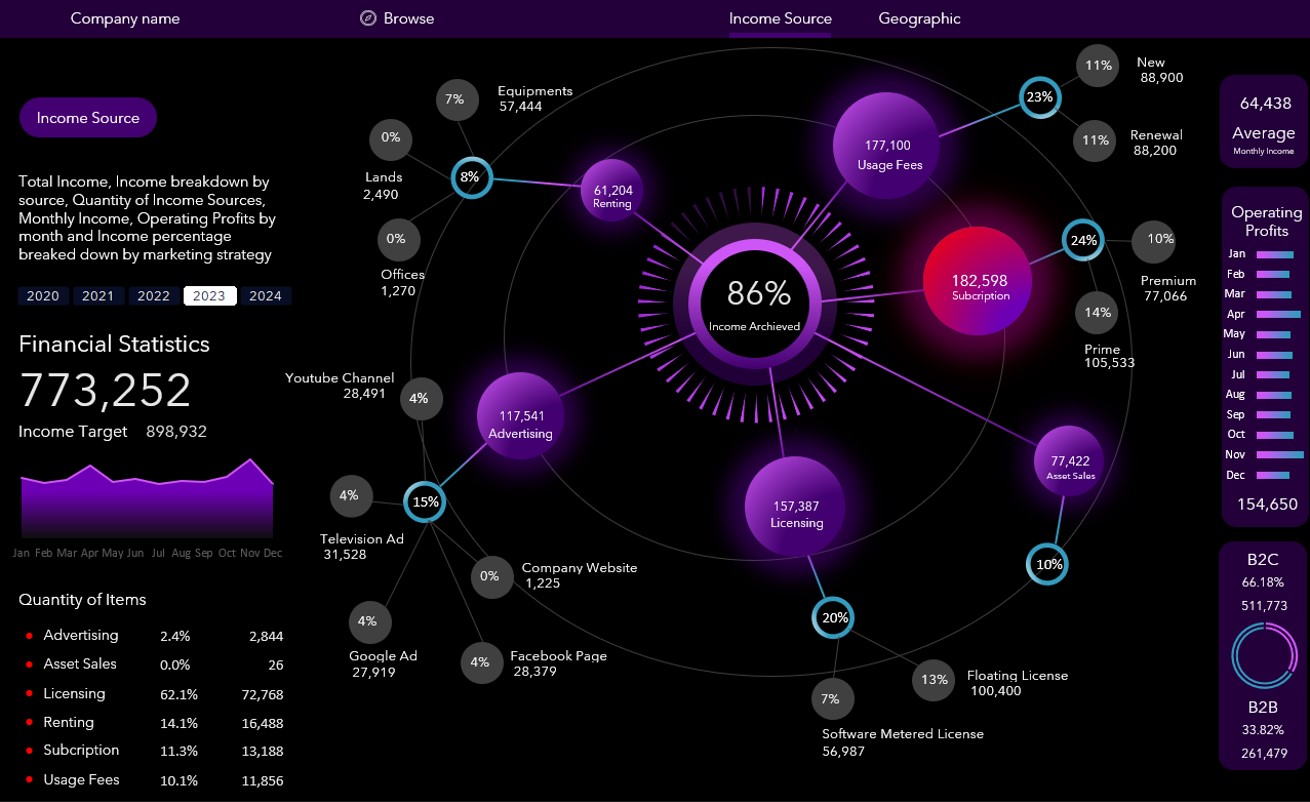 Company name
Browse
Income Source
Geographic
Income Source
Total Income, Income breakdown by
source, Quantity of Income Sources,
Monthly Income, Operating Profits by
month and Income percentage
breaked down by marketing strategy
2020 2021 2022 2023 2024
Financial Statistics
773,252
Income Target 898,932
Jan Feb Mar Apr May Jun Jul Aug Sep Oct Nov Dec
Quantity of Items
Advertising 2.4% 2,844
Asset Sales 0.0% 26
Licensing 62.1% 72,768
Renting 14.1% 16,488
Subcription 11.3% 13,188
Usage Fees 10.1% 11,856
86%
Income Archieved
61,204
Renting
8%
7%
Equipments
57,444
0%
Lands
2,490
0%
Offices
1,270
177,100
Usage Fees
23%
11%
New
88,900
11%
Renewal
88,200
182,598
Subcription
24%
10%
Premium
77,066
14%
Prime
105,533
77,422
Asset Sales
10%
157,387
Licensing
20%
13%
Floating License
100,400
7%
Software Metered License
56,987
117,541
Advertising
15%
Youtube Channel
28,491
4%
4%
Television Ad
31,528
0%
Company Website
1,225
4%
Google Ad
27,919
4%
Facebook Page
28,379
64,438
Average
Monthly Income
Operating
Profits
Jan
Feb
Mar
Apr
May
Jun
Jul
Aug
Sep
Oct
Nov
Dec
154,650
B2C
66.18%
511,773
B2B
33.82%
261,479